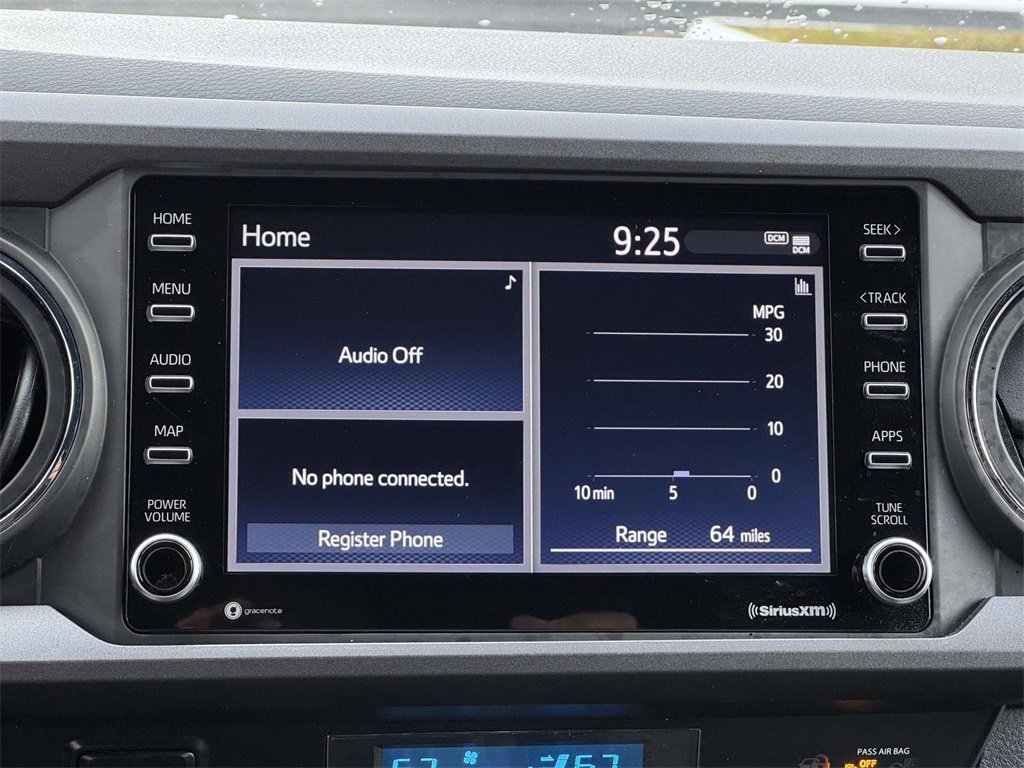 HOME
MENU
AUDIO
MAP
POWER
VOLUME
Home
9:25
DCM
DCM
Audio Off
No phone connected.
Register Phone
MPG
30
20
10
0
10 min 5 0
Range 64 miles
SEEK >
< TRACK
PHONE
APPS
TUNE
SCROLL
gracenote
((SiriusXM))
67
67
PASS AIR BAG
OFF